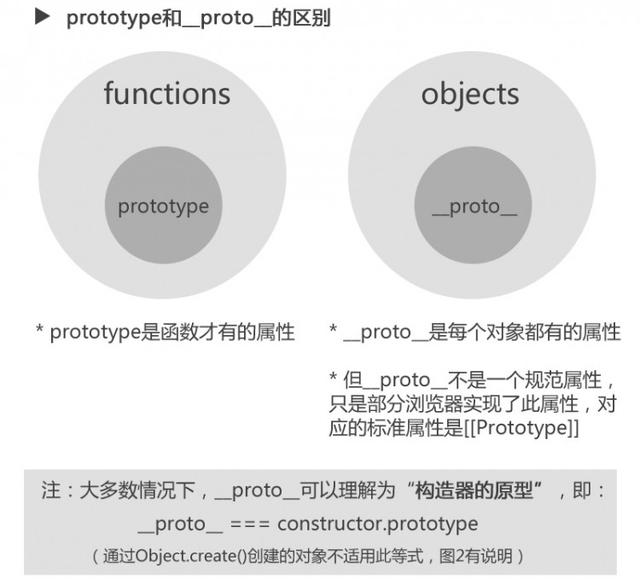 ▶ prototype和__proto__的区别
functions
objects
prototype
__proto__
* prototype是函数才有的属性
* __proto__是每个对象都有的属性
* 但__proto__不是一个规范属性，
只是部分浏览器实现了此属性，对
应的标准属性是[[Prototype]]
注：大多数情况下，__proto__可以理解为“构造器的原型”，即：
__proto__ === constructor.prototype
（通过Object.create()创建的对象不适用此等式，图2有说明）